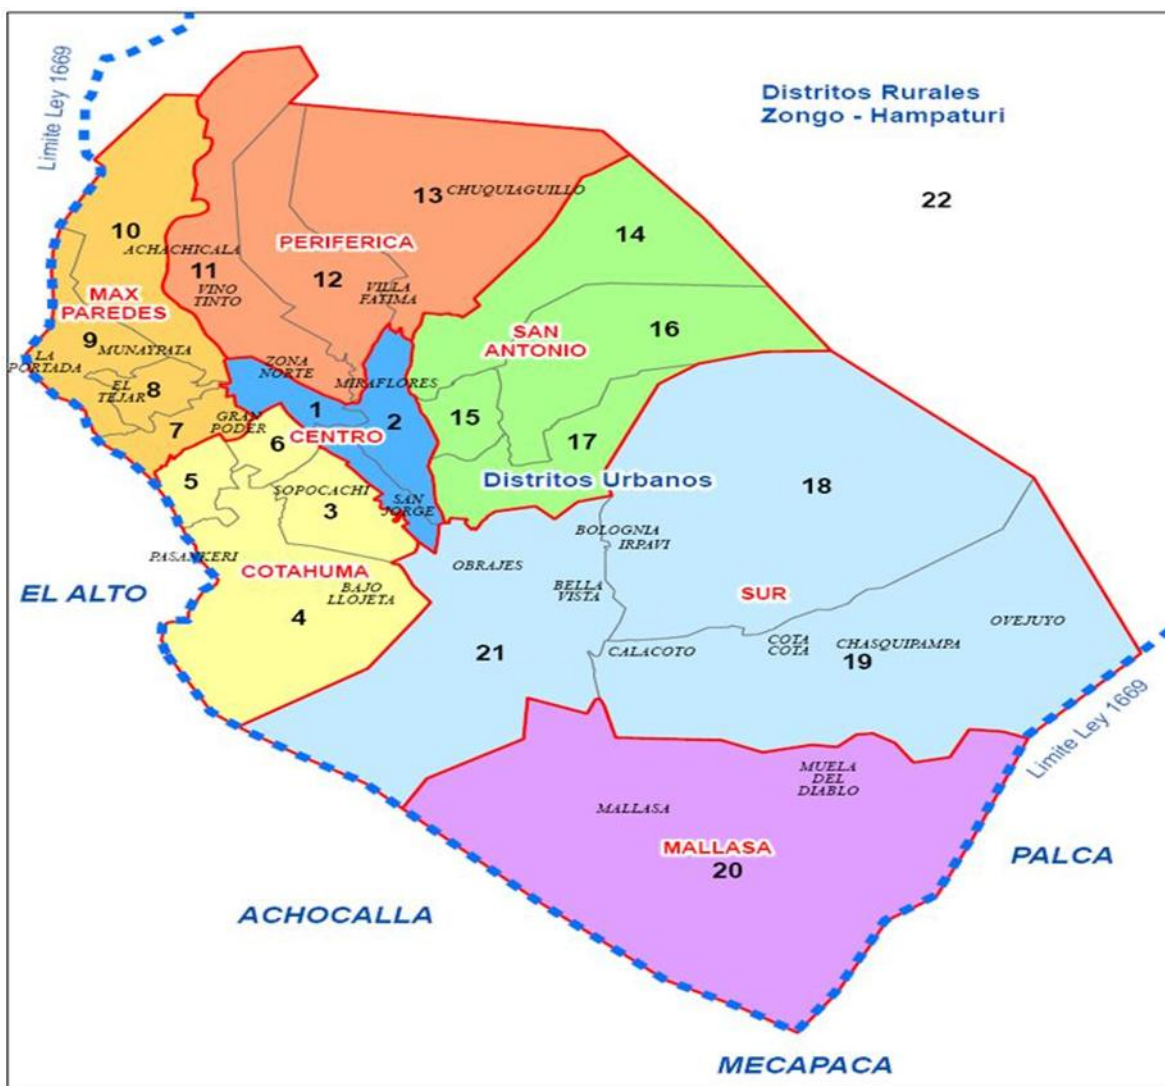 Limite Ley 1669
Distritos Rurales
Zongo - Hampaturi
22
13
CHUQUIAGUILLO
14
10
ACHACHICALA
PERIFERICA
11
VINO
TINTO
12
VILLA
FATIMA
MAX
PAREDES
SAN
ANTONIO
16
9
MUNAYPATA
LA
PORTADA
ZONA
NORTE
MIRAFLORES
EL
TEJAR
8
7
GRAN
PODER
1
2
CENTRO
15
17
6
5
Distritos Urbanos
SOPOCACHI
3
SAN
JORGE
18
BOLOGNIA
IRPAVI
PASANKERI
COTAHUMA
OBRAJES
EL ALTO
BAJO
LLOJETA
BELLA
VISTA
SUR
4
OVEJUYO
21
CALACOTO
COTA
COTA
CHASQUIPAMPA
19
Limite Ley 1669
MUELA
DEL
DIABLO
MALLASA
MALLASA
20
PALCA
ACHOCALLA
MECAPACA